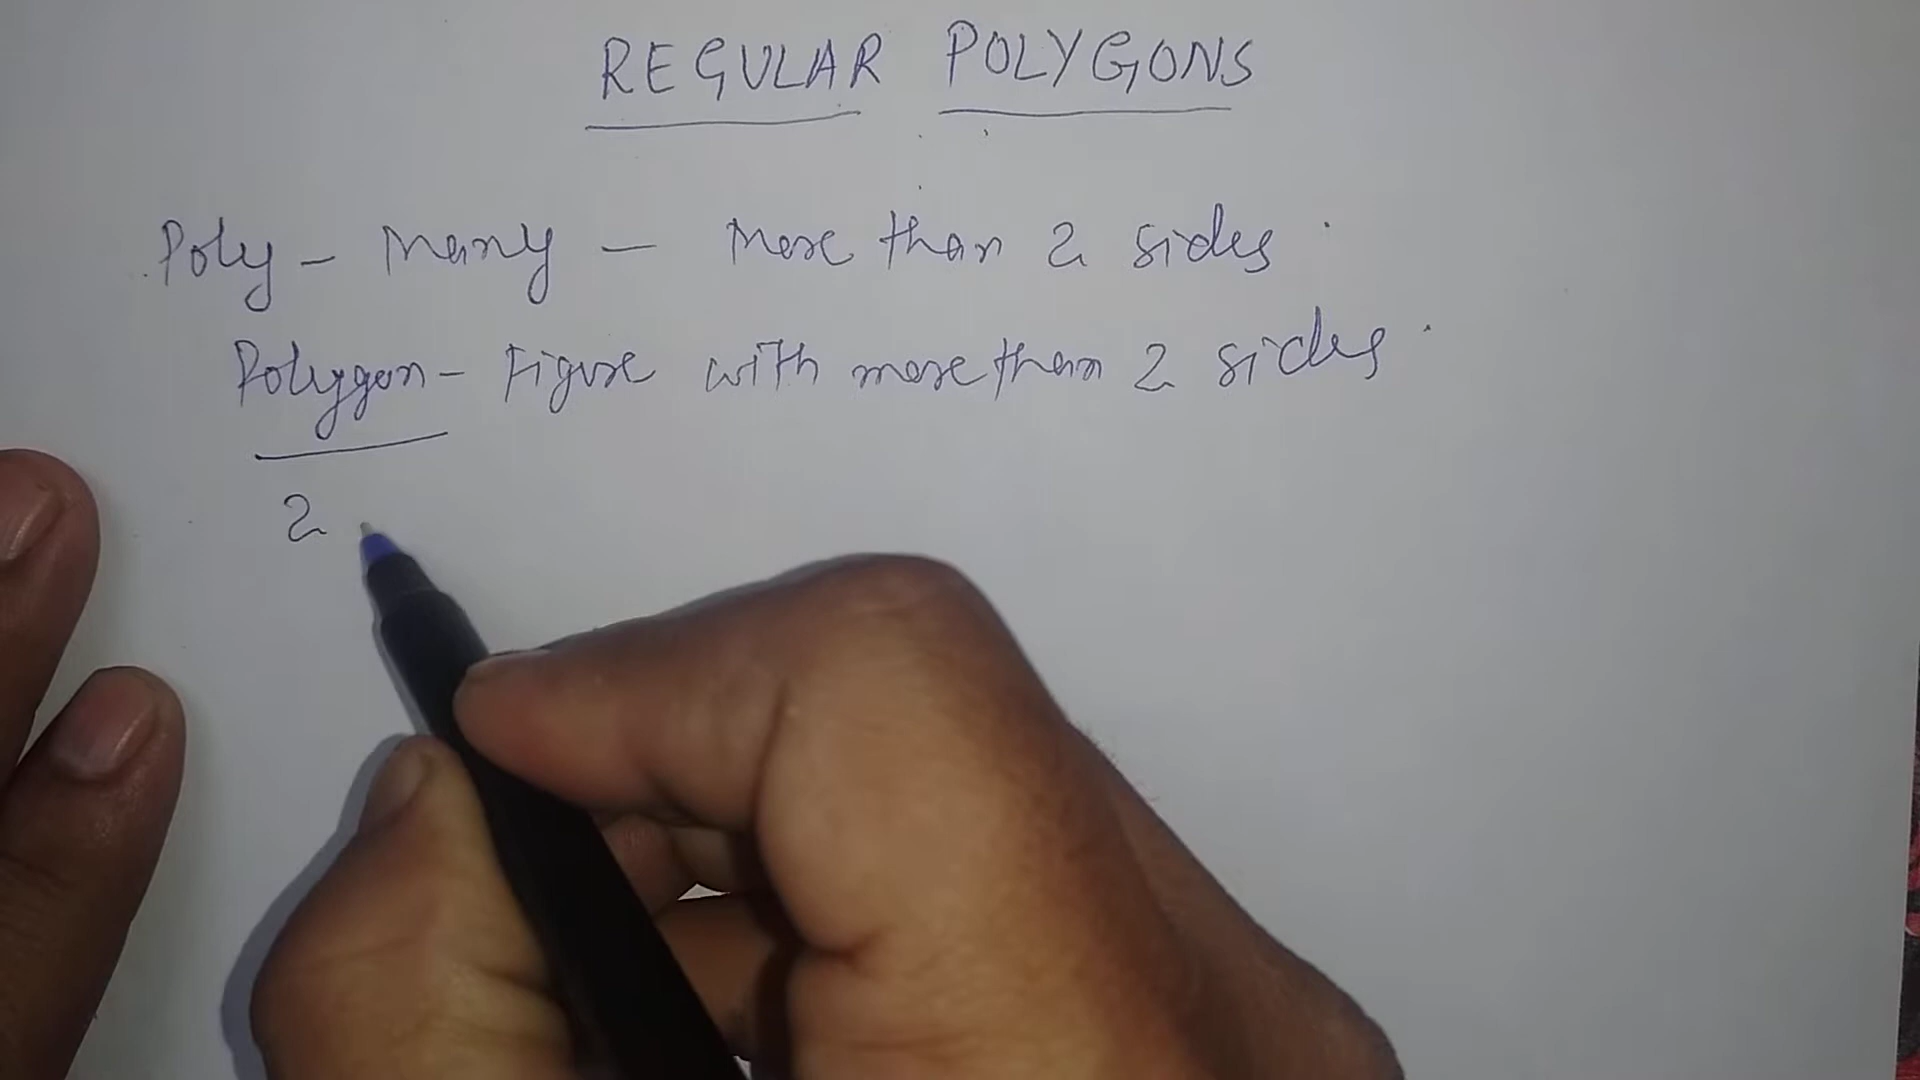 REGULAR POLYGONS
Poly - Many - More than 2 sides.
Polygon - Figure with more than 2 sides.
2